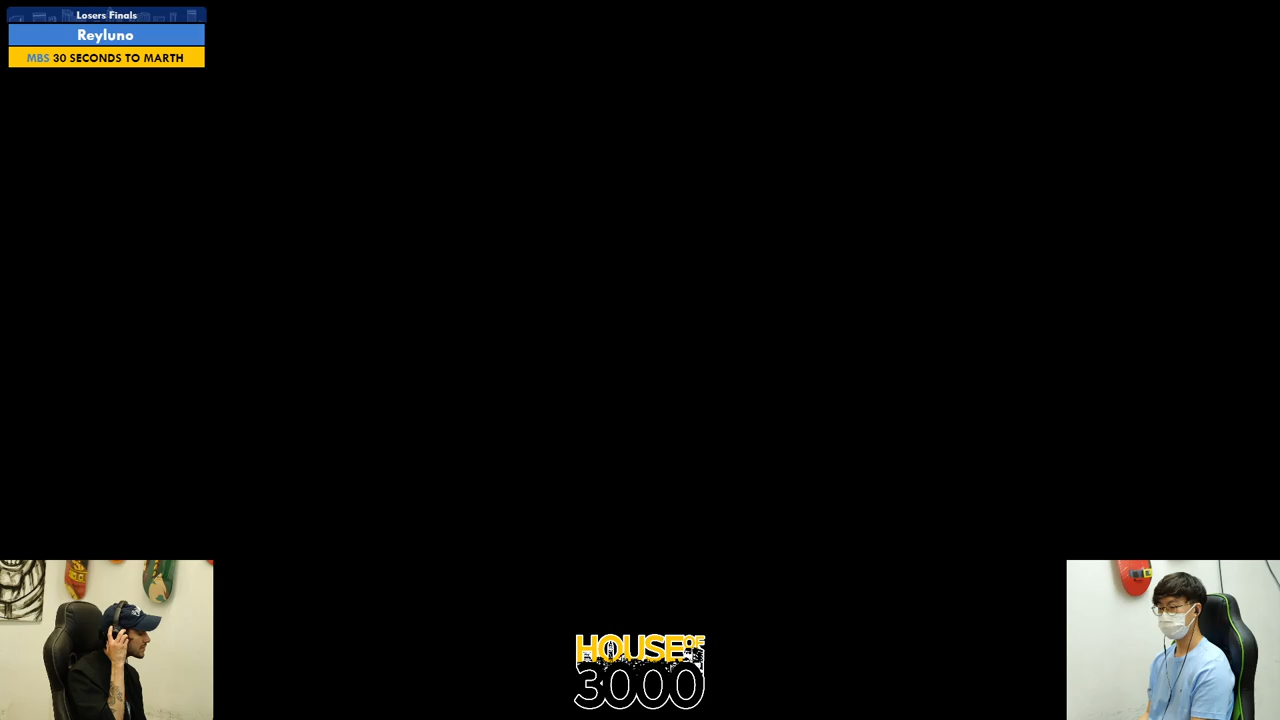 Losers Finals
Reyluno
MBS 30 SECONDS TO MARTH
HOUSE OF
3000